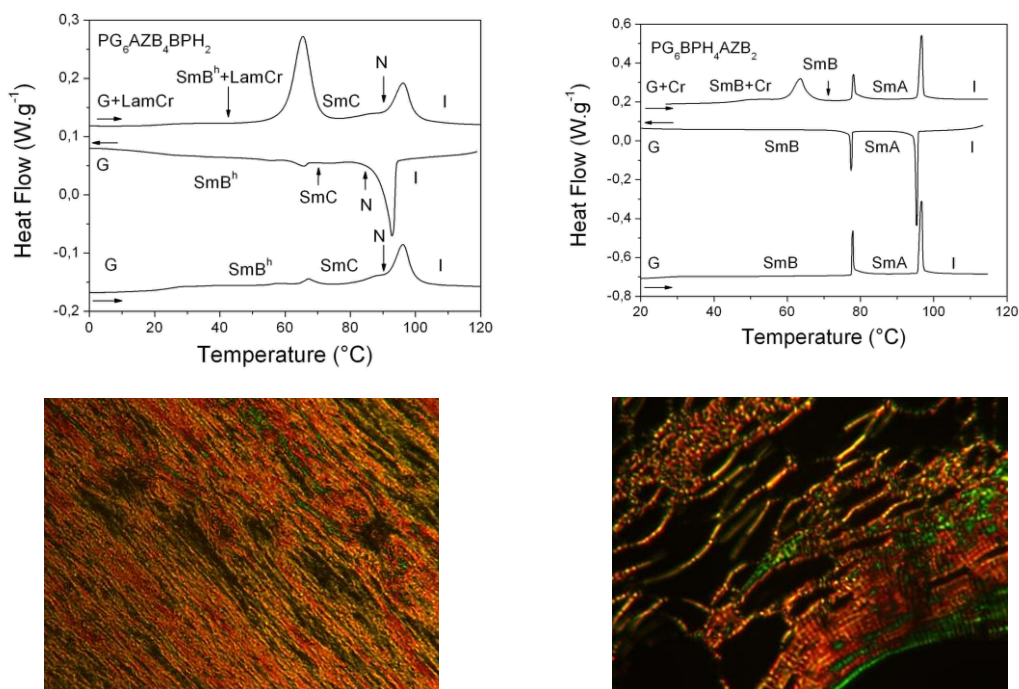 PG₆AZB₄BPH₂
SmBʰ+LamCr
N
G+LamCr
SmC
I
G
SmBʰ
SmC
N
I
N
G
SmBʰ
SmC
I
0,3
0,2
0,1
0,0
-0,1
-0,2
Heat Flow (W.g⁻¹)
0 20 40 60 80 100 120
Temperature (°C)
PG₆BPH₄AZB₂
SmB
G+Cr
SmB+Cr
SmA
I
G
SmB
SmA
I
G
SmB
SmA
I
0,6
0,4
0,2
0,0
-0,2
-0,4
-0,6
-0,8
Heat Flow (W.g⁻¹)
20 40 60 80 100 120
Temperature (°C)